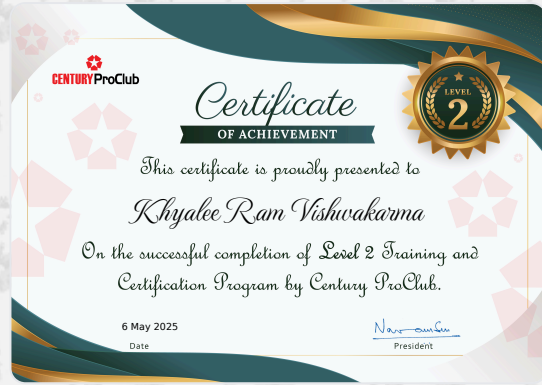 CENTURY ProClub
Certificate
OF ACHIEVEMENT
LEVEL
2
This certificate is proudly presented to
Khyalee Ram Vishwakarma
On the successful completion of Level 2 Training and
Certification Program by Century ProClub.
6 May 2025
Date
President